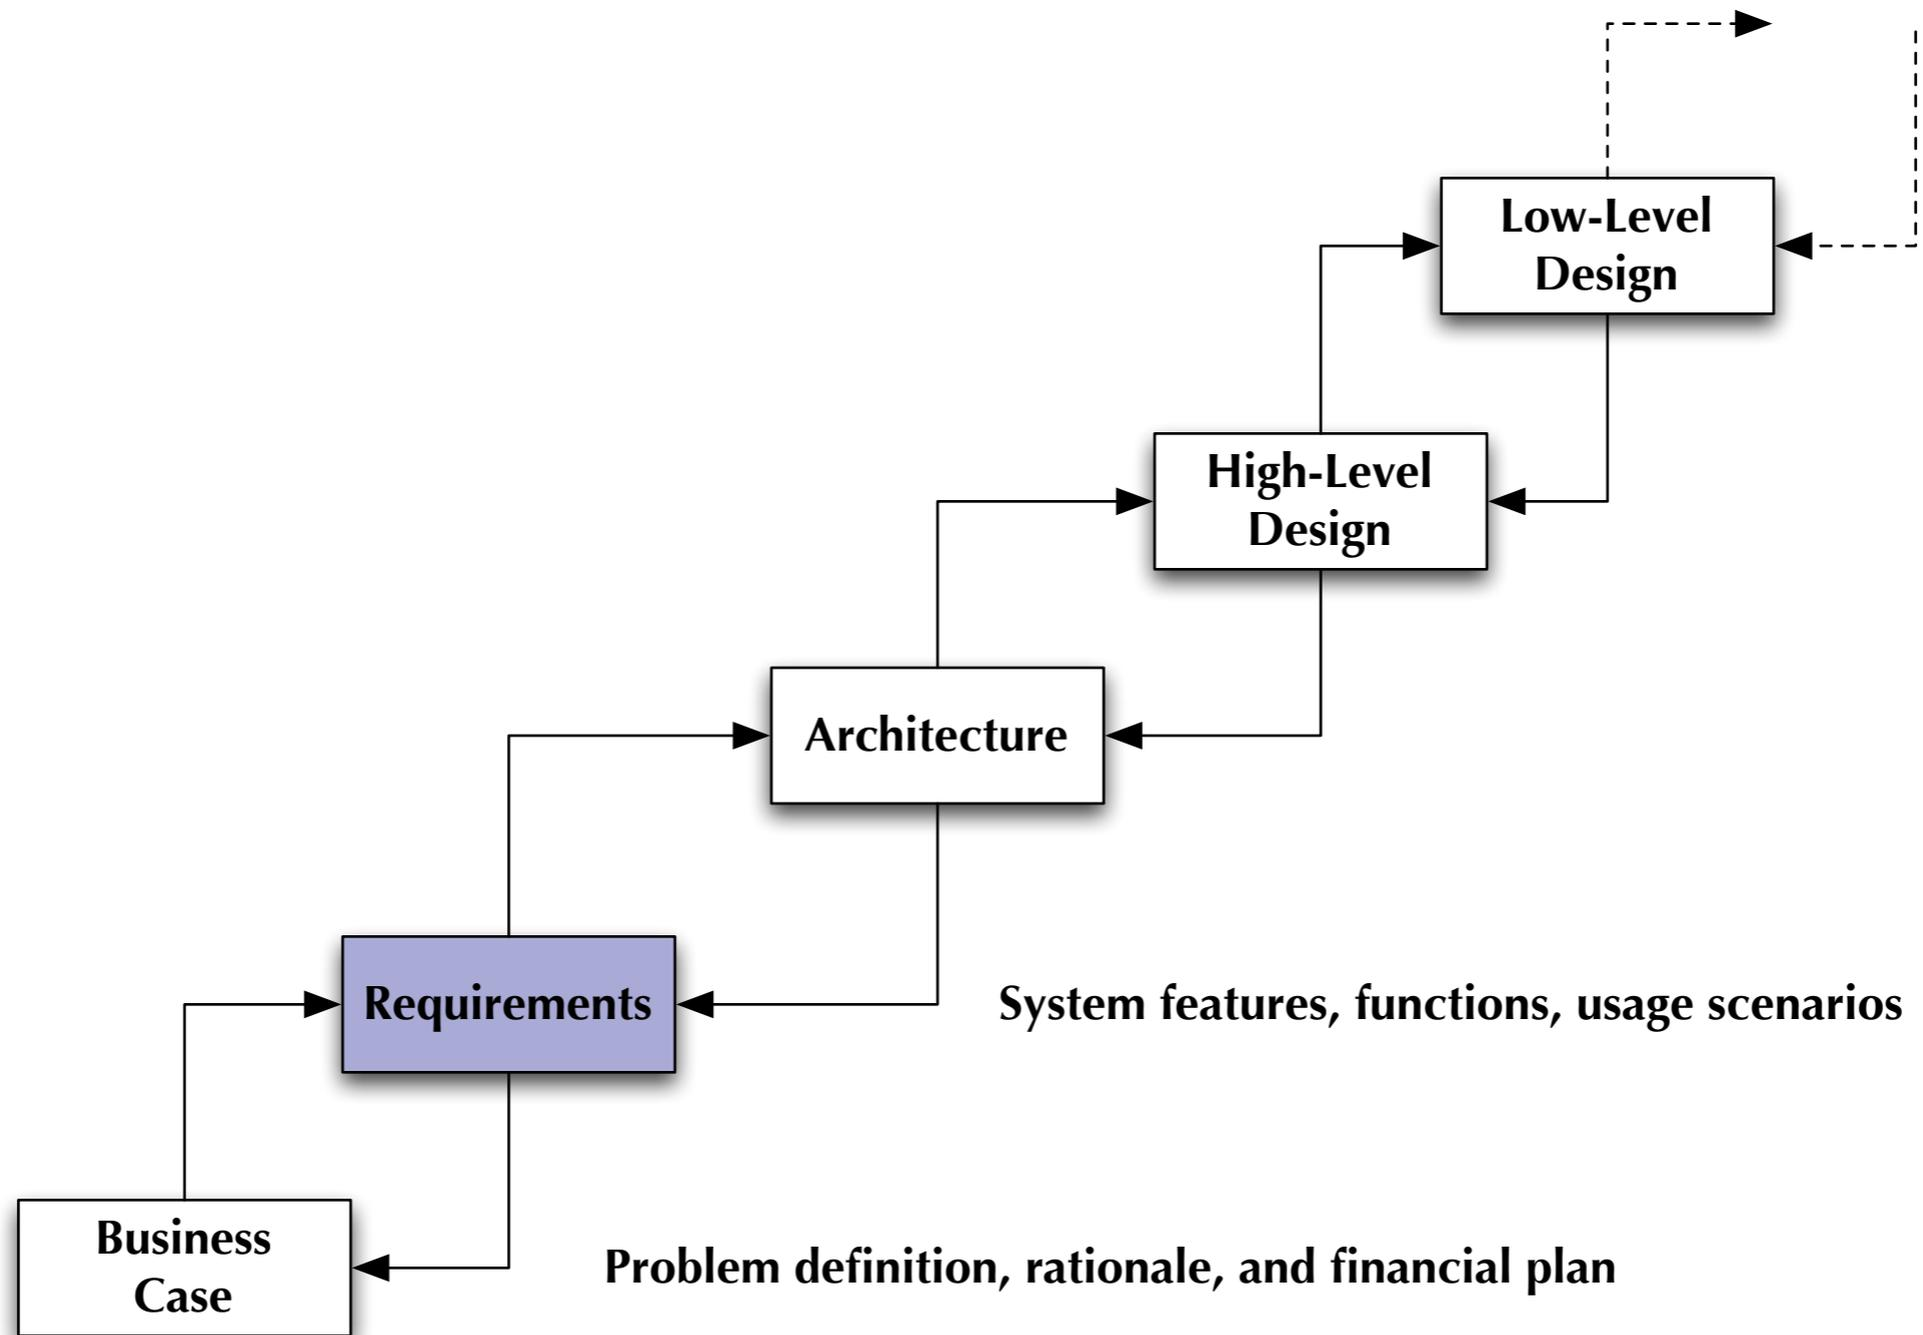 Low-Level
Design
High-Level
Design
Architecture
Requirements
System features, functions, usage scenarios
Business
Case
Problem definition, rationale, and financial plan